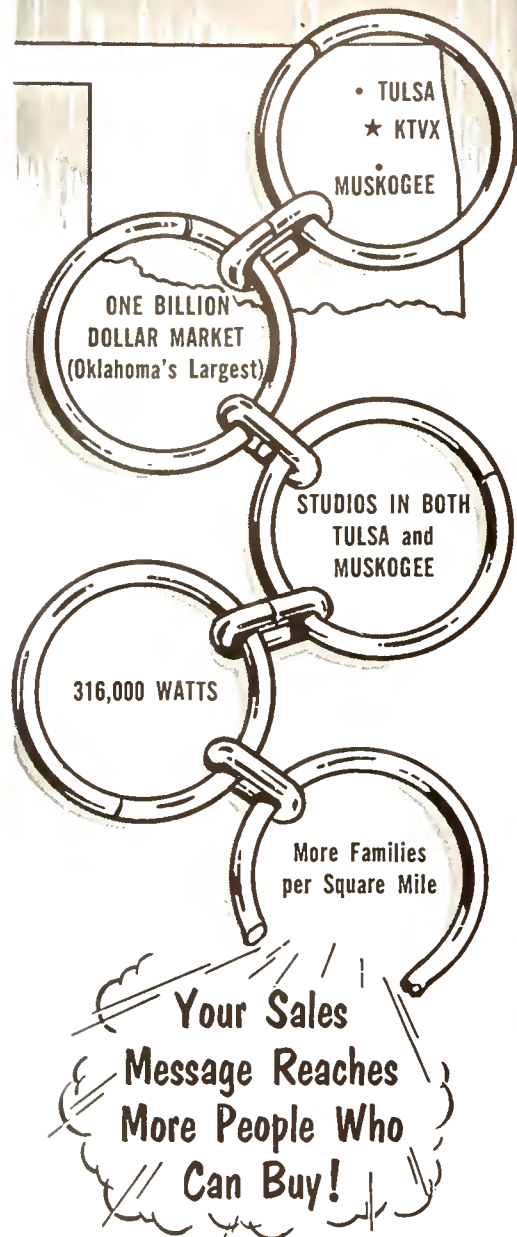 • TULSA
★ KTVX
MUSKOGEE
ONE BILLION
DOLLAR MARKET
(Oklahoma's Largest)
STUDIOS IN BOTH
TULSA and
MUSKOGEE
316,000 WATTS
More Families
per Square Mile
Your Sales
Message Reaches
More People Who
Can Buy!